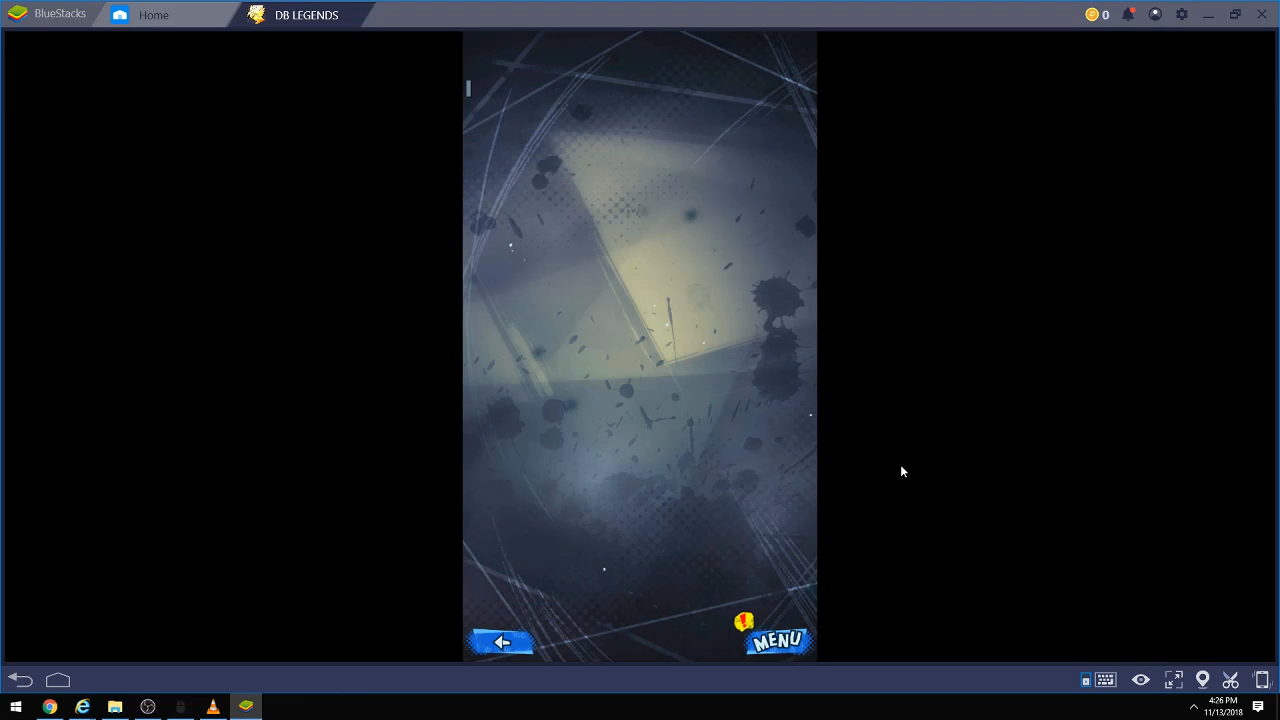 BlueStacks
Home
DB LEGENDS
0
MENU
4:26 PM
11/13/2018